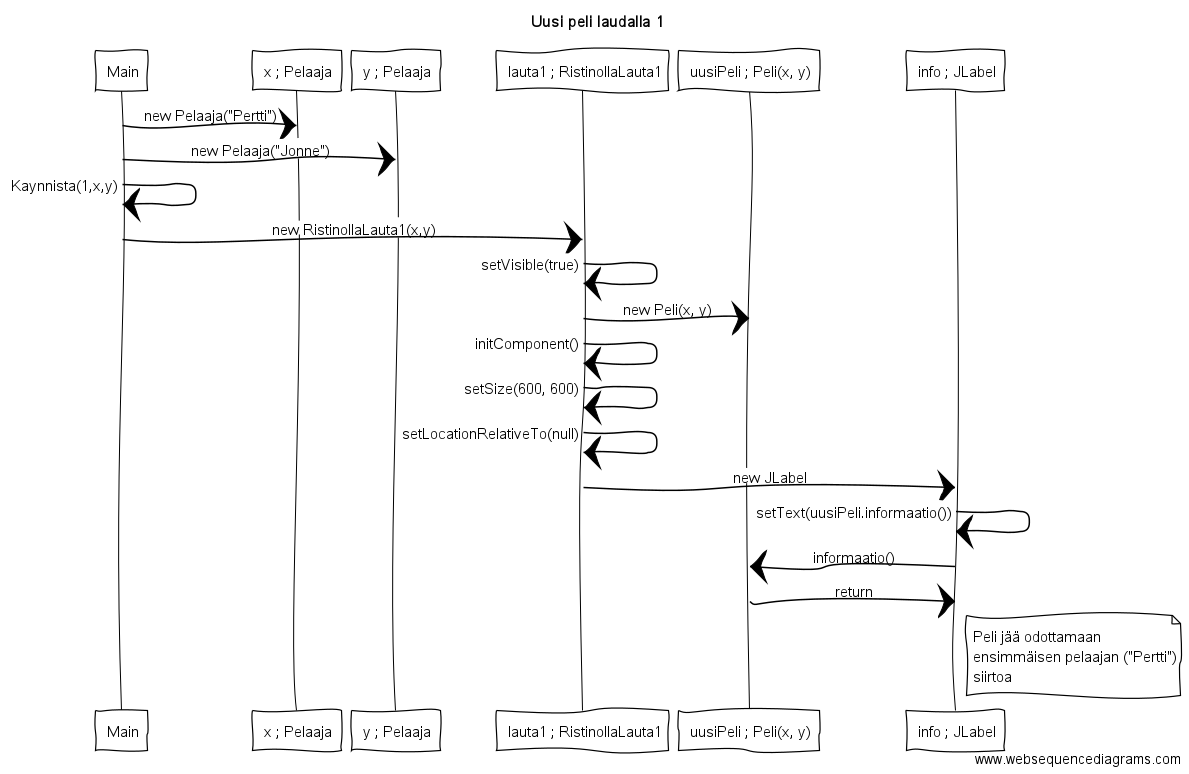 Uusi peli laudalla 1
Main
x ; Pelaaja
y ; Pelaaja
lauta1 ; RistinollaLauta1
uusiPeli ; Peli(x, y)
info ; JLabel
new Pelaaja("Pertti")
new Pelaaja("Jonne")
Kaynnista(1,x,y)
new RistinollaLauta1(x,y)
setVisible(true)
new Peli(x, y)
initComponent()
setSize(600, 600)
setLocationRelativeTo(null)
new JLabel
setText(uusiPeli.informaatio())
informaatio()
return
Peli jää odottamaan
ensimmäisen pelaajan ("Pertti")
siirtoa
Main
x ; Pelaaja
y ; Pelaaja
lauta1 ; RistinollaLauta1
uusiPeli ; Peli(x, y)
info ; JLabel
www.websequencediagrams.com